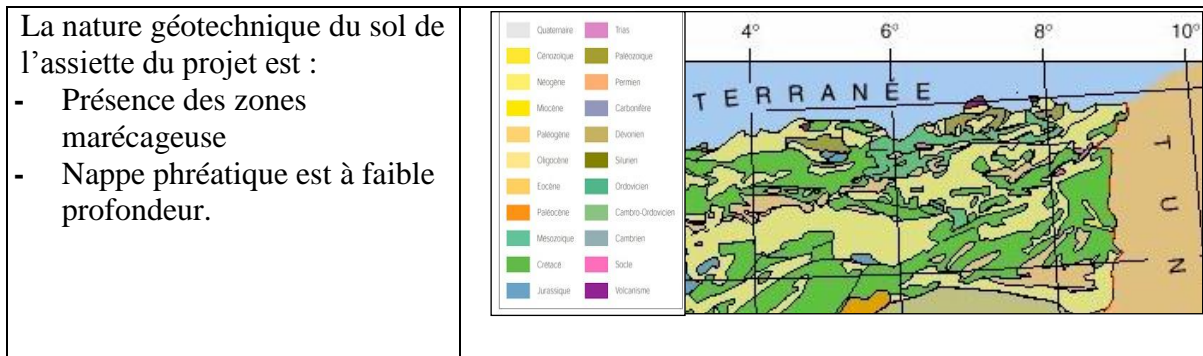 La nature géotechnique du sol de
l’assiette du projet est :
- Présence des zones
marécageuse
- Nappe phréatique est à faible
profondeur.
Quaternaire
Cénozoïque
Néogène
Miocène
Paléogène
Oligocène
Eocène
Paléocène
Mésozoïque
Crétacé
Jurassique
Trias
Paléozoïque
Permien
Carbonifère
Dévonien
Silurien
Ordovicien
Cambro-Ordovicien
Cambrien
Socle
Volcanisme
4° 6° 8° 10°
TERRANÉE
TUN